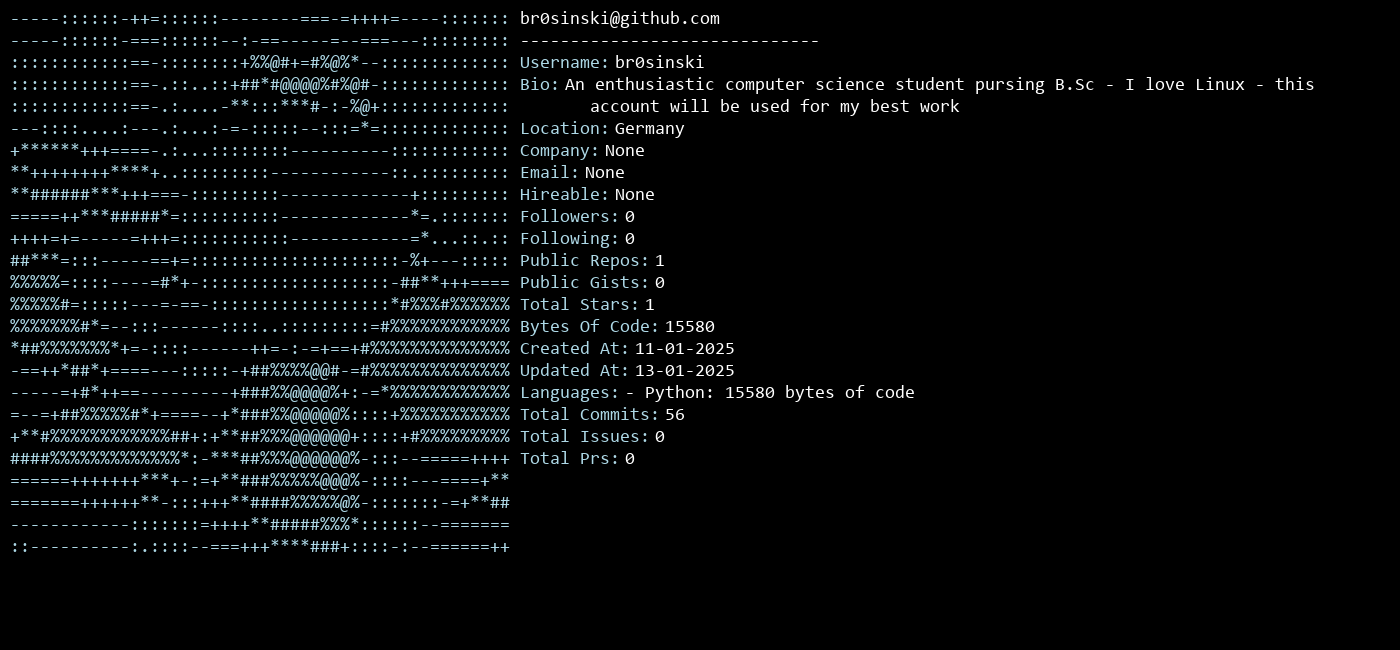 br0sinski@github.com
------------------------------
Username: br0sinski
Bio: An enthusiastic computer science student pursing B.Sc - I love Linux - this
account will be used for my best work
Location: Germany
Company: None
Email: None
Hireable: None
Followers: 0
Following: 0
Public Repos: 1
Public Gists: 0
Total Stars: 1
Bytes Of Code: 15580
Created At: 11-01-2025
Updated At: 13-01-2025
Languages: - Python: 15580 bytes of code
Total Commits: 56
Total Issues: 0
Total Prs: 0